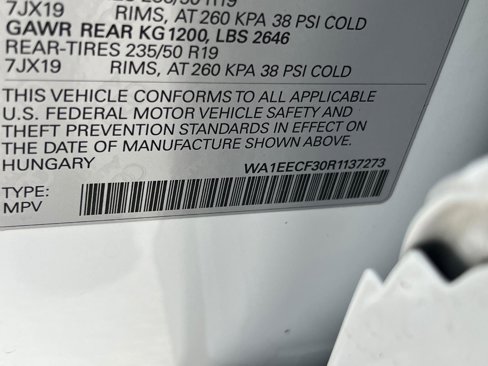 7JX19 RIMS, AT 260 KPA 38 PSI COLD
GAWR REAR KG1200, LBS 2646
REAR-TIRES 235/50 R19
7JX19 RIMS, AT 260 KPA 38 PSI COLD
THIS VEHICLE CONFORMS TO ALL APPLICABLE
U.S. FEDERAL MOTOR VEHICLE SAFETY AND
THEFT PREVENTION STANDARDS IN EFFECT ON
THE DATE OF MANUFACTURE SHOWN ABOVE.
HUNGARY WA1EECF30R1137273
TYPE:
MPV